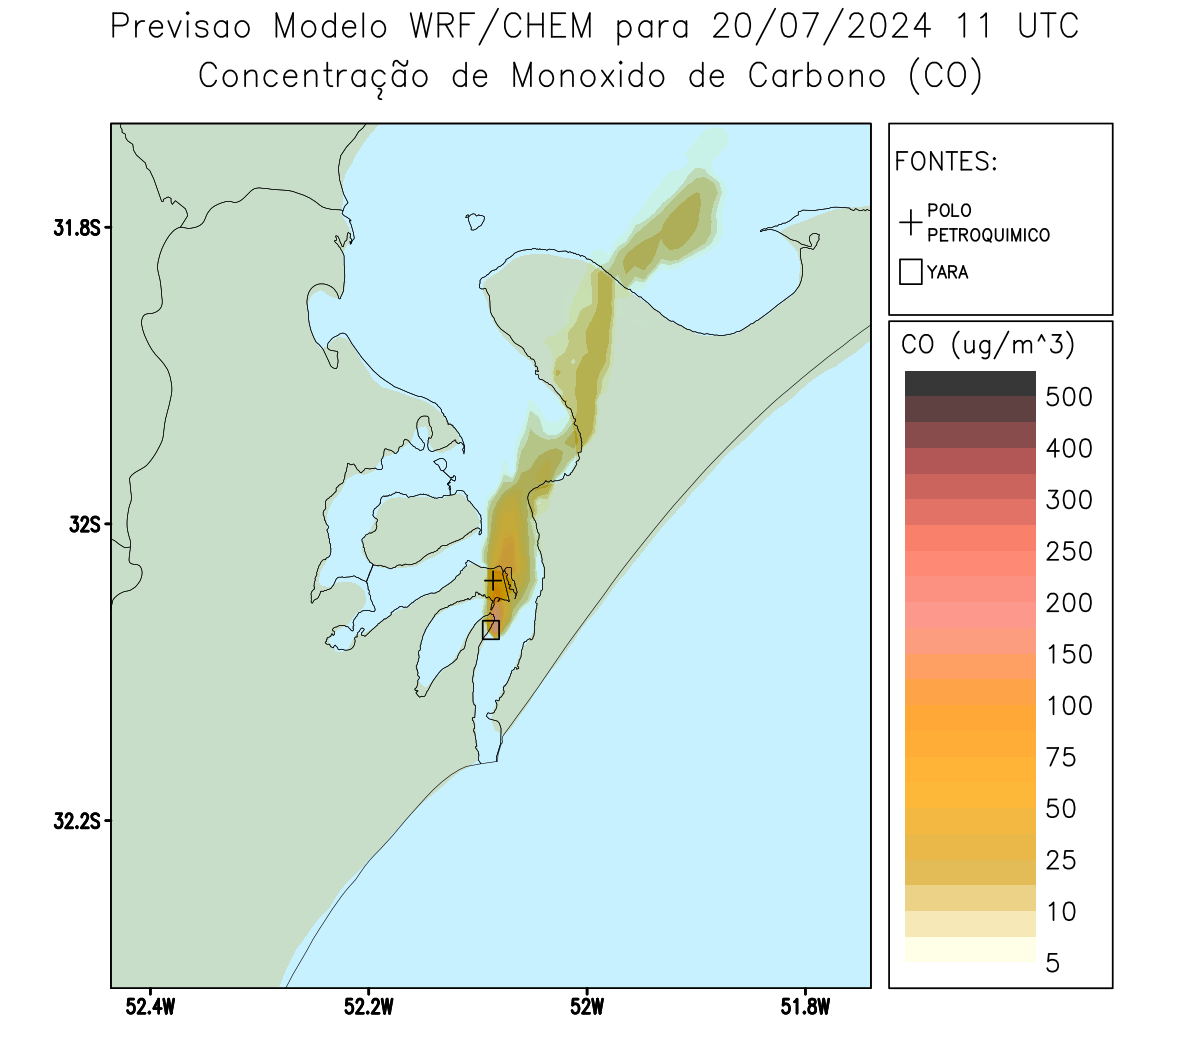 Previsao Modelo WRF/CHEM para 20/07/2024 11 UTC
Concentração de Monoxido de Carbono (CO)
FONTES:
POLO
PETROQUIMICO
YARA
CO (ug/m^3)
500
400
300
250
200
150
100
75
50
25
10
5
31.8S
32S
32.2S
52.4W
52.2W
52W
51.8W